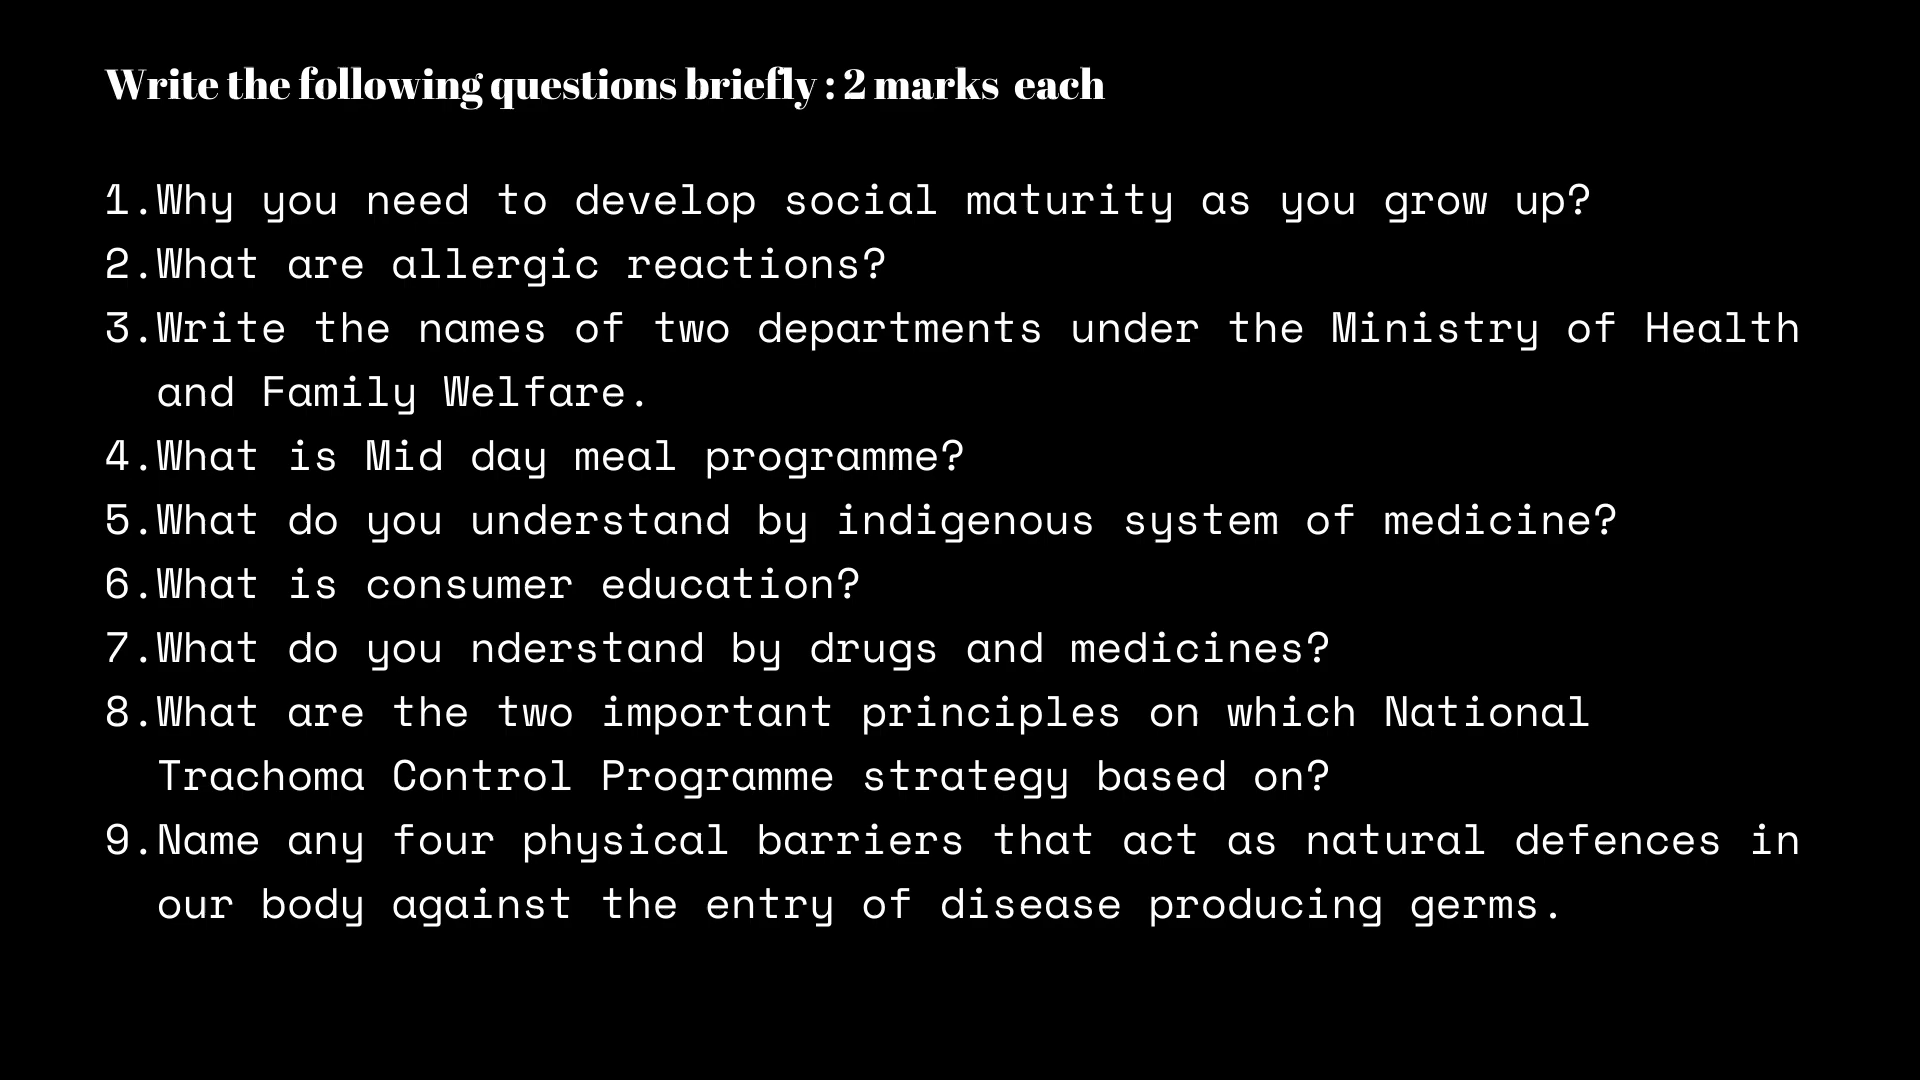 Write the following questions briefly : 2 marks each
1.Why you need to develop social maturity as you grow up?
2.What are allergic reactions?
3.Write the names of two departments under the Ministry of Health
and Family Welfare.
4.What is Mid day meal programme?
5.What do you understand by indigenous system of medicine?
6.What is consumer education?
7.What do you nderstand by drugs and medicines?
8.What are the two important principles on which National
Trachoma Control Programme strategy based on?
9.Name any four physical barriers that act as natural defences in
our body against the entry of disease producing germs.